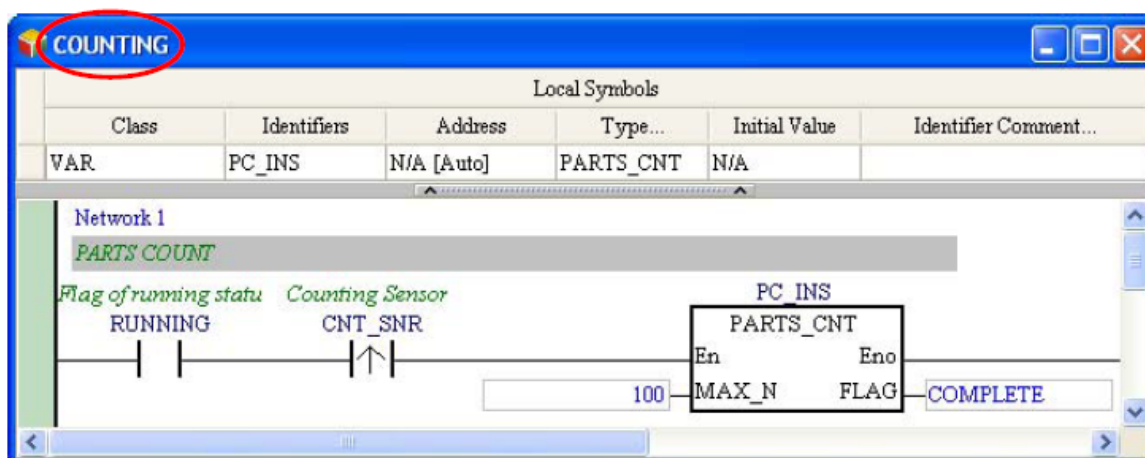 COUNTING
Local Symbols
Class Identifiers Address Type... Initial Value Identifier Comment...
VAR PC_INS N/A [Auto] PARTS_CNT N/A
Network 1
PARTS COUNT
Flag of running statu Counting Sensor PC_INS
RUNNING CNT_SNR PARTS_CNT
En Eno
100 MAX_N FLAG COMPLETE